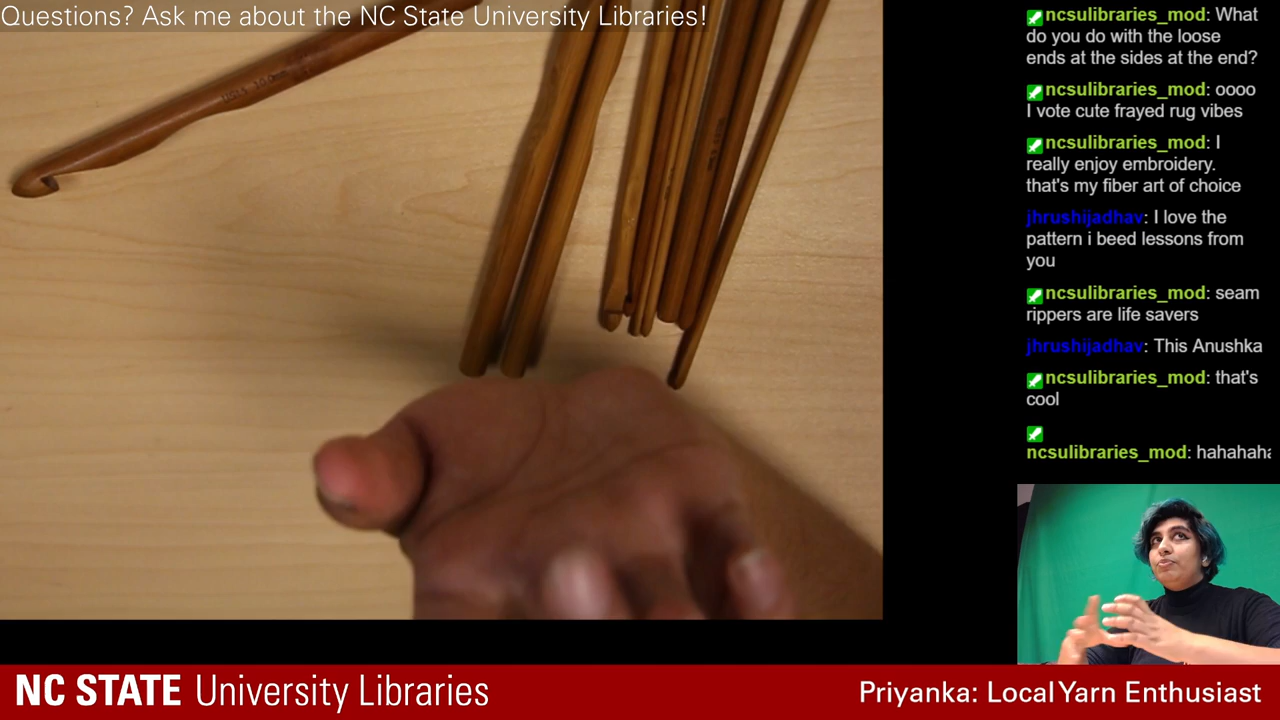 Questions? Ask me about the NC State University Libraries!
ncsulibraries_mod: What
do you do with the loose
ends at the sides at the end?
ncsulibraries_mod: oooo
I vote cute frayed rug vibes
ncsulibraries_mod: I
really enjoy embroidery.
that's my fiber art of choice
jhrushijadhav: I love the
pattern i beed lessons from
you
ncsulibraries_mod: seam
rippers are life savers
jhrushijadhav: This Anushka
ncsulibraries_mod: that's
cool
ncsulibraries_mod: hahahaha
NC STATE University Libraries
Priyanka: Local Yarn Enthusiast